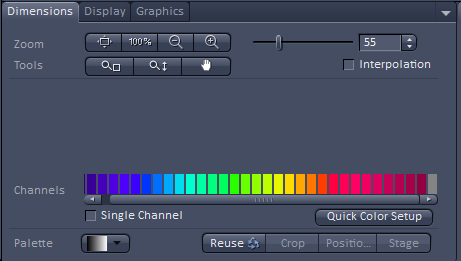 Dimensions Display Graphics
Zoom 100% 55
Tools Interpolation
Channels
Single Channel Quick Color Setup
Palette Reuse Crop Positio... Stage